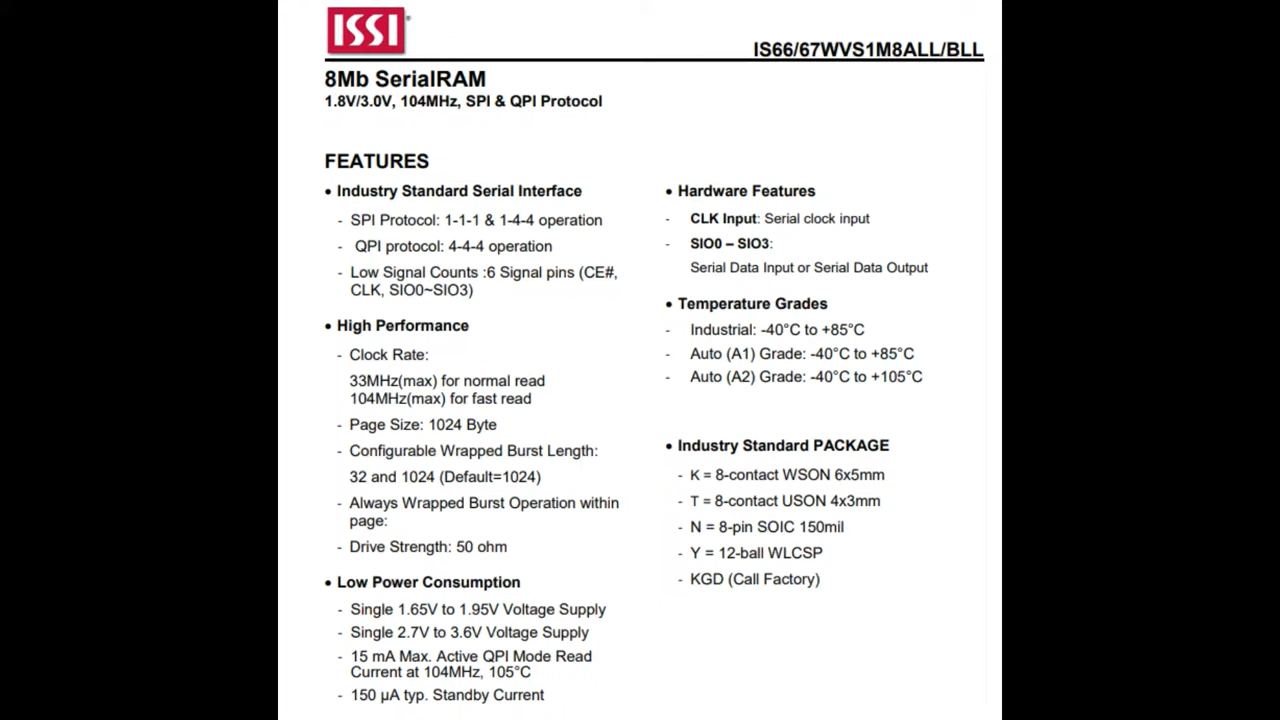 ISSI®
IS66/67WVS1M8ALL/BLL
8Mb SerialRAM
1.8V/3.0V, 104MHz, SPI & QPI Protocol
FEATURES
• Industry Standard Serial Interface
- SPI Protocol: 1-1-1 & 1-4-4 operation
- QPI protocol: 4-4-4 operation
- Low Signal Counts :6 Signal pins (CE#,
CLK, SIO0~SIO3)
• High Performance
- Clock Rate:
33MHz(max) for normal read
104MHz(max) for fast read
- Page Size: 1024 Byte
- Configurable Wrapped Burst Length:
32 and 1024 (Default=1024)
- Always Wrapped Burst Operation within
page:
- Drive Strength: 50 ohm
• Low Power Consumption
- Single 1.65V to 1.95V Voltage Supply
- Single 2.7V to 3.6V Voltage Supply
- 15 mA Max. Active QPI Mode Read
Current at 104MHz, 105°C
- 150 µA typ. Standby Current
• Hardware Features
- CLK Input: Serial clock input
- SIO0 – SIO3:
Serial Data Input or Serial Data Output
• Temperature Grades
- Industrial: -40°C to +85°C
- Auto (A1) Grade: -40°C to +85°C
- Auto (A2) Grade: -40°C to +105°C
• Industry Standard PACKAGE
- K = 8-contact WSON 6x5mm
- T = 8-contact USON 4x3mm
- N = 8-pin SOIC 150mil
- Y = 12-ball WLCSP
- KGD (Call Factory)